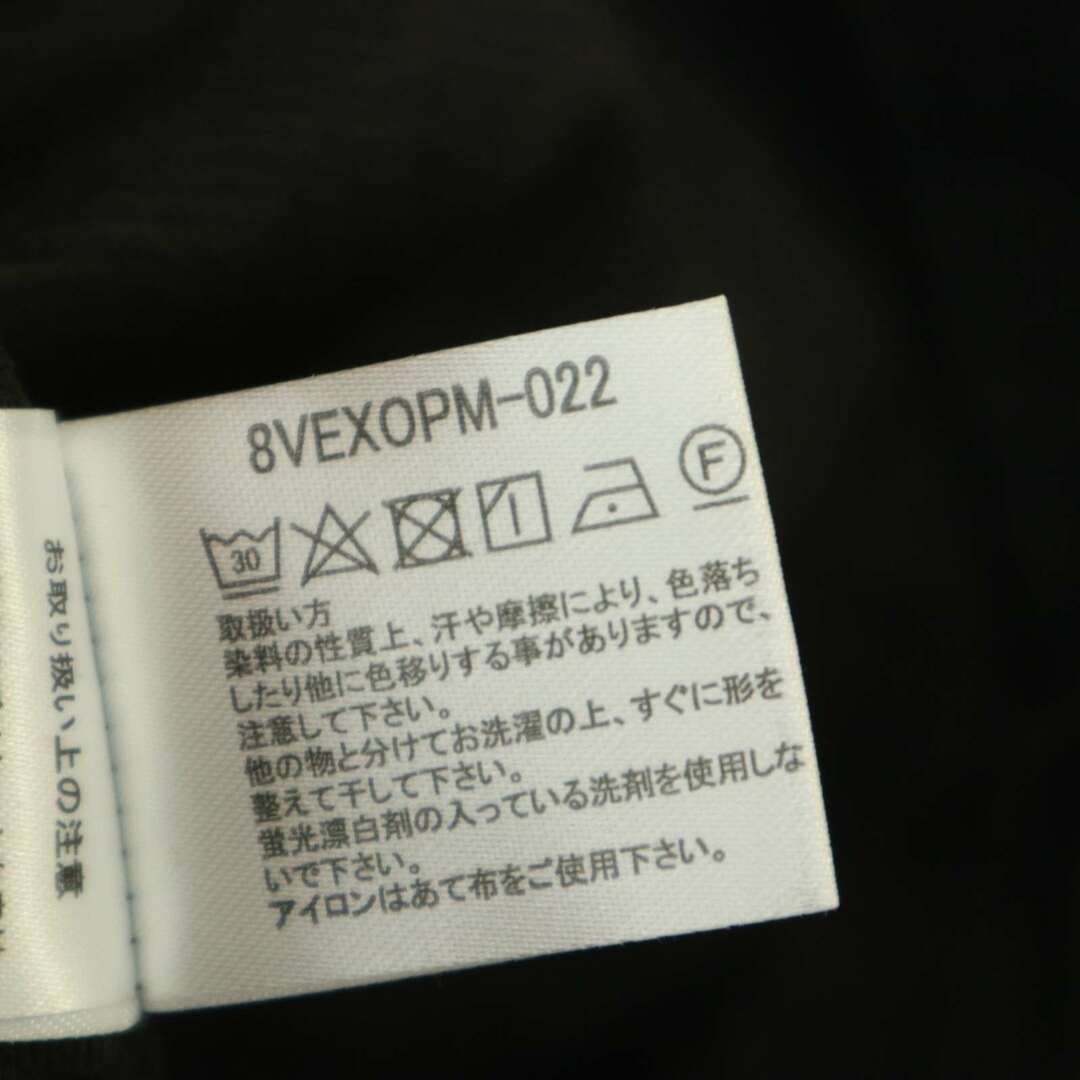 8VEXOPM-022
30
F
取扱い方
染料の性質上、汗や摩擦により、色落ち
したり他に色移りする事がありますので、
注意して下さい。
他の物と分けてお洗濯の上、すぐに形を
整えて干して下さい。
蛍光漂白剤の入っている洗剤を使用しな
いで下さい。
アイロンはあて布をご使用下さい。
お取り扱い上の注意